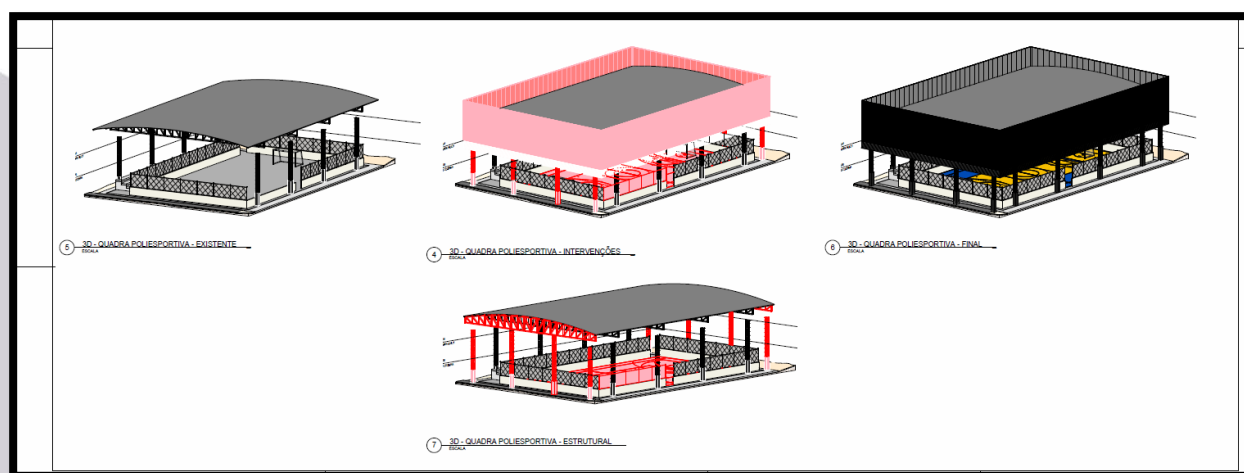 5 3D - QUADRA POLIESPORTIVA - EXISTENTE
ESCALA
4 3D - QUADRA POLIESPORTIVA - INTERVENÇÕES
ESCALA
6 3D - QUADRA POLIESPORTIVA - FINAL
ESCALA
7 3D - QUADRA POLIESPORTIVA - ESTRUTURAL
ESCALA